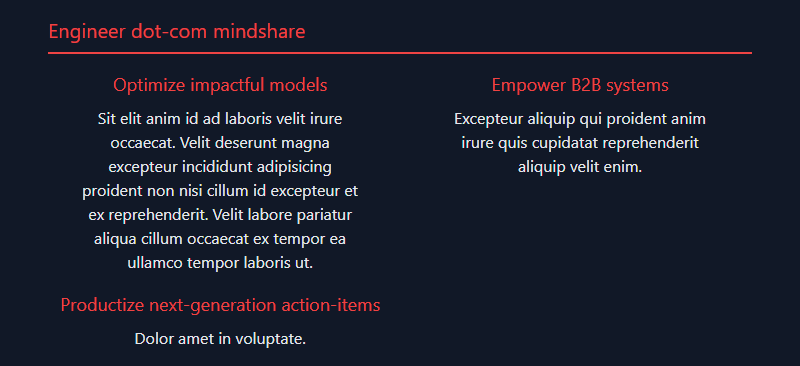 Engineer dot-com mindshare
Optimize impactful models
Sit elit anim id ad laboris velit irure
occaecat. Velit deserunt magna
excepteur incididunt adipisicing
proident non nisi cillum id excepteur et
ex reprehenderit. Velit labore pariatur
aliqua cillum occaecat ex tempor ea
ullamco tempor laboris ut.
Empower B2B systems
Excepteur aliquip qui proident anim
irure quis cupidatat reprehenderit
aliquip velit enim.
Productize next-generation action-items
Dolor amet in voluptate.